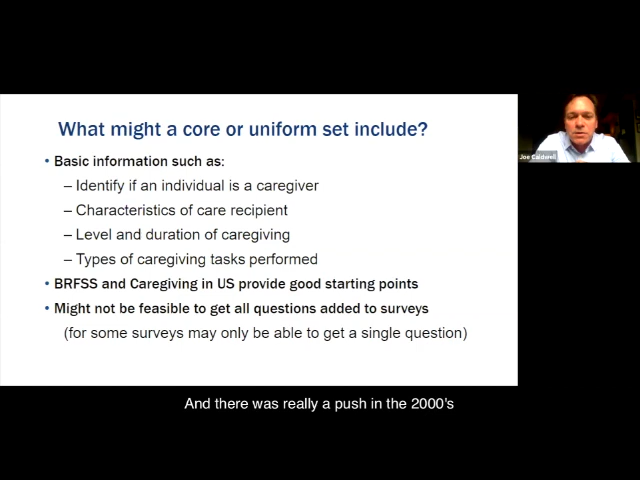 What might a core or uniform set include?
• Basic information such as:
– Identify if an individual is a caregiver
– Characteristics of care recipient
– Level and duration of caregiving
– Types of caregiving tasks performed
• BRFSS and Caregiving in US provide good starting points
• Might not be feasible to get all questions added to surveys
(for some surveys may only be able to get a single question)
Joe Caldwell
And there was really a push in the 2000's